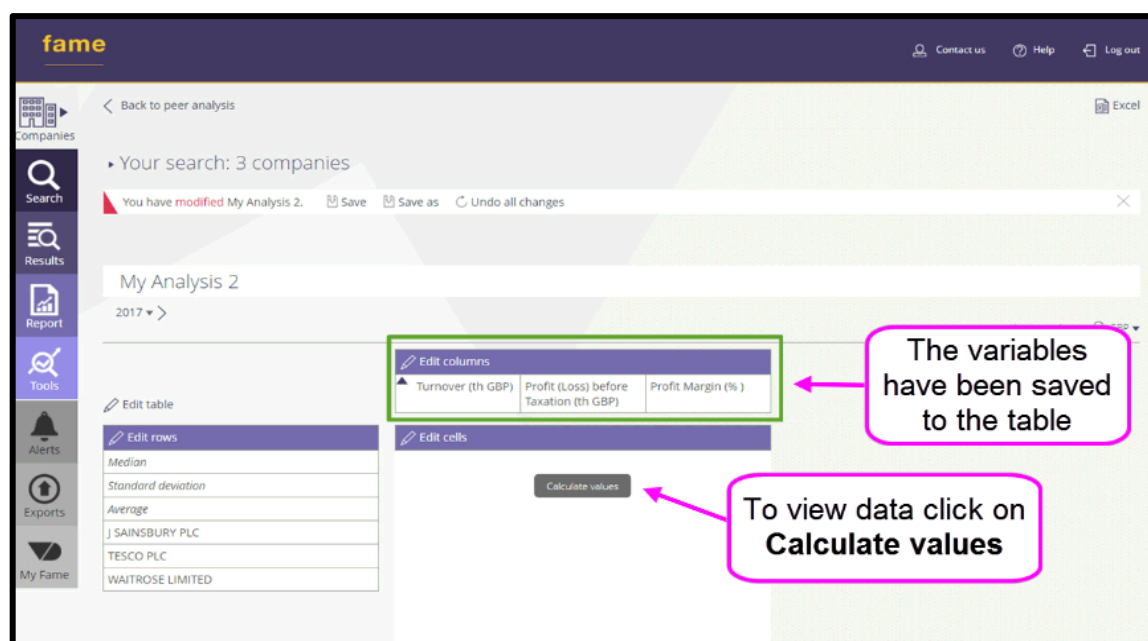 fame
Contact us
Help
Log out
Companies
Search
Results
Report
Tools
Alerts
Exports
My Fame
Back to peer analysis
Excel
Your search: 3 companies
You have modified My Analysis 2. Save Save as Undo all changes
My Analysis 2
2017
Edit columns
Turnover (th GBP)
Profit (Loss) before
Taxation (th GBP)
Profit Margin (% )
Edit table
Edit rows
Median
Standard deviation
Average
J SAINSBURY PLC
TESCO PLC
WAITROSE LIMITED
Edit cells
Calculate values
The variables
have been saved
to the table
To view data click on
Calculate values